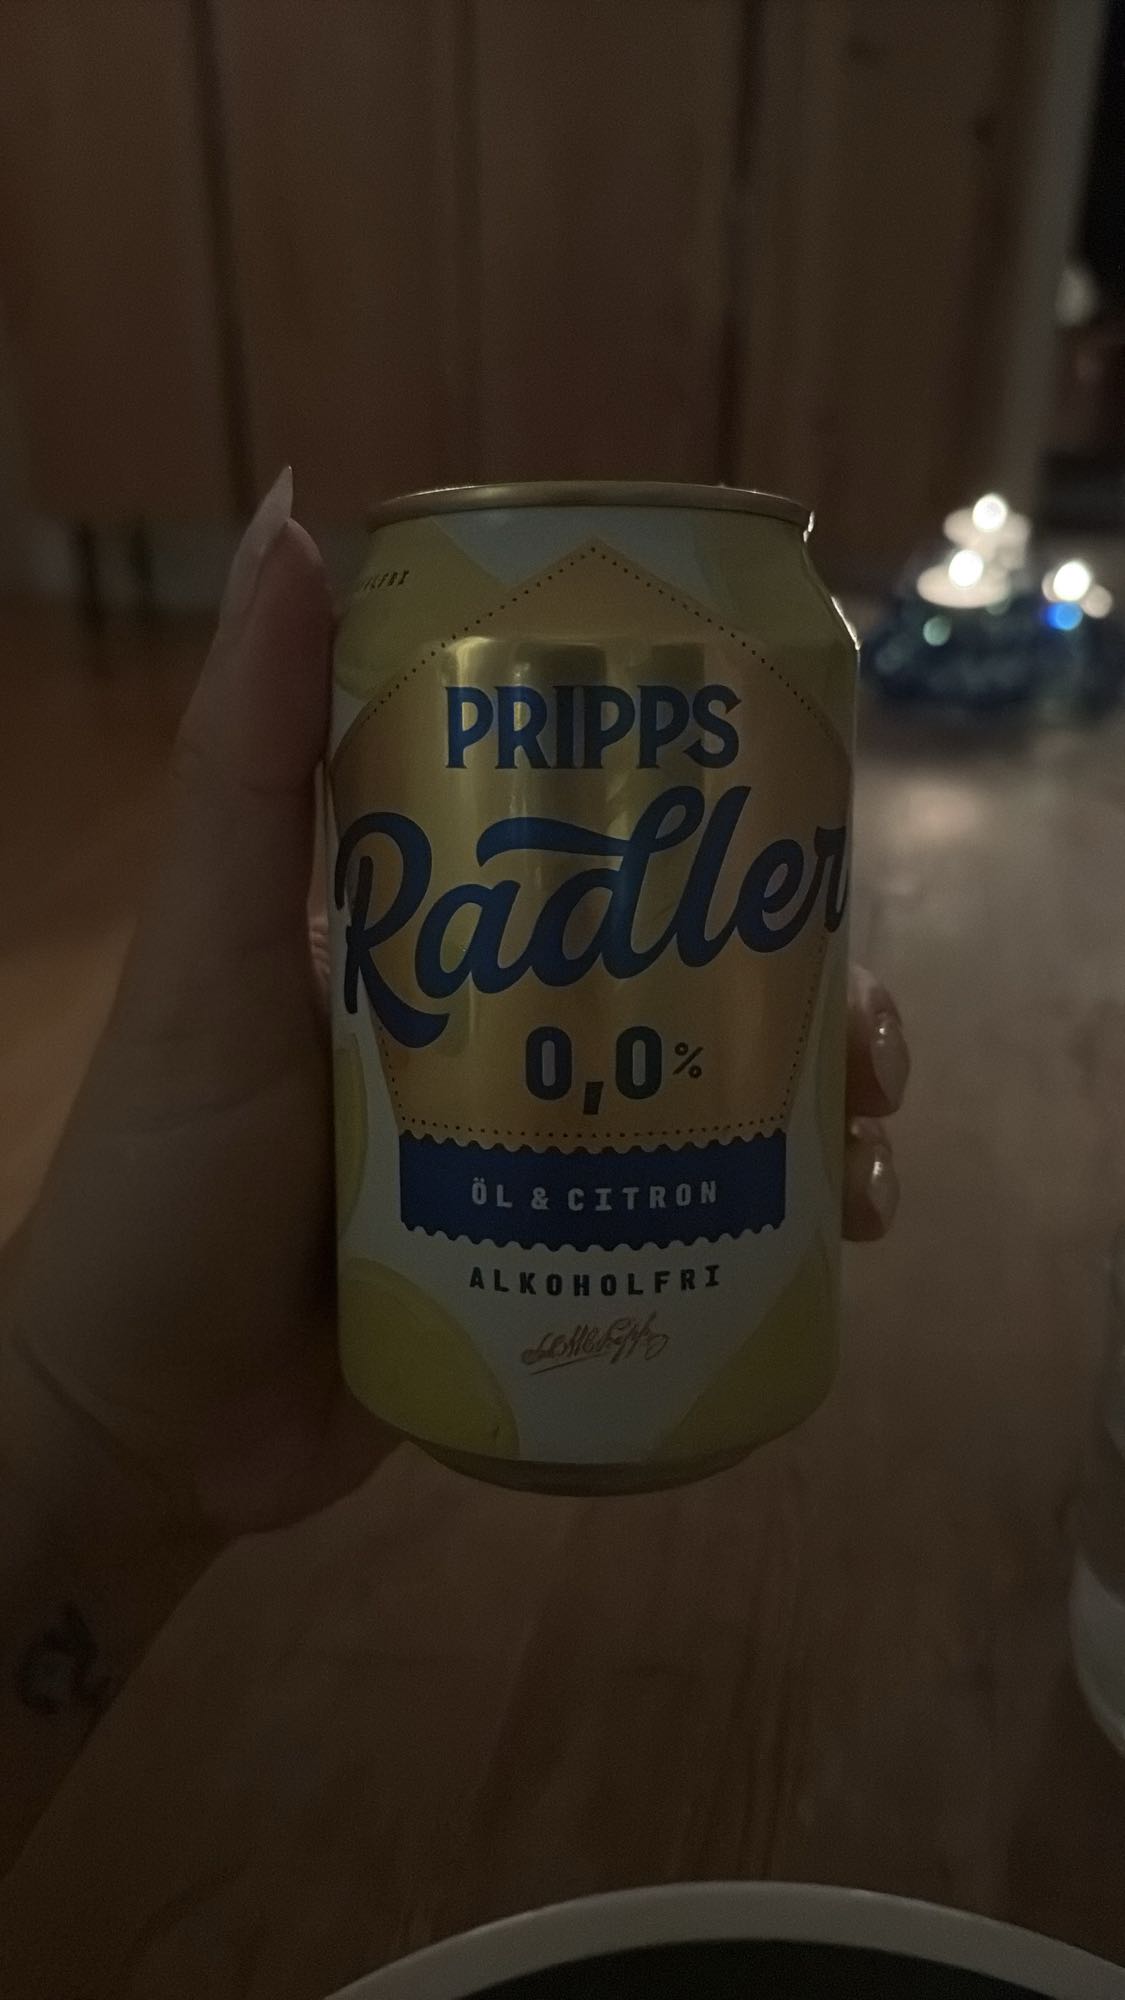 PRIPPS
Radler
0,0%
ÖL & CITRON
ALKOHOLFRI